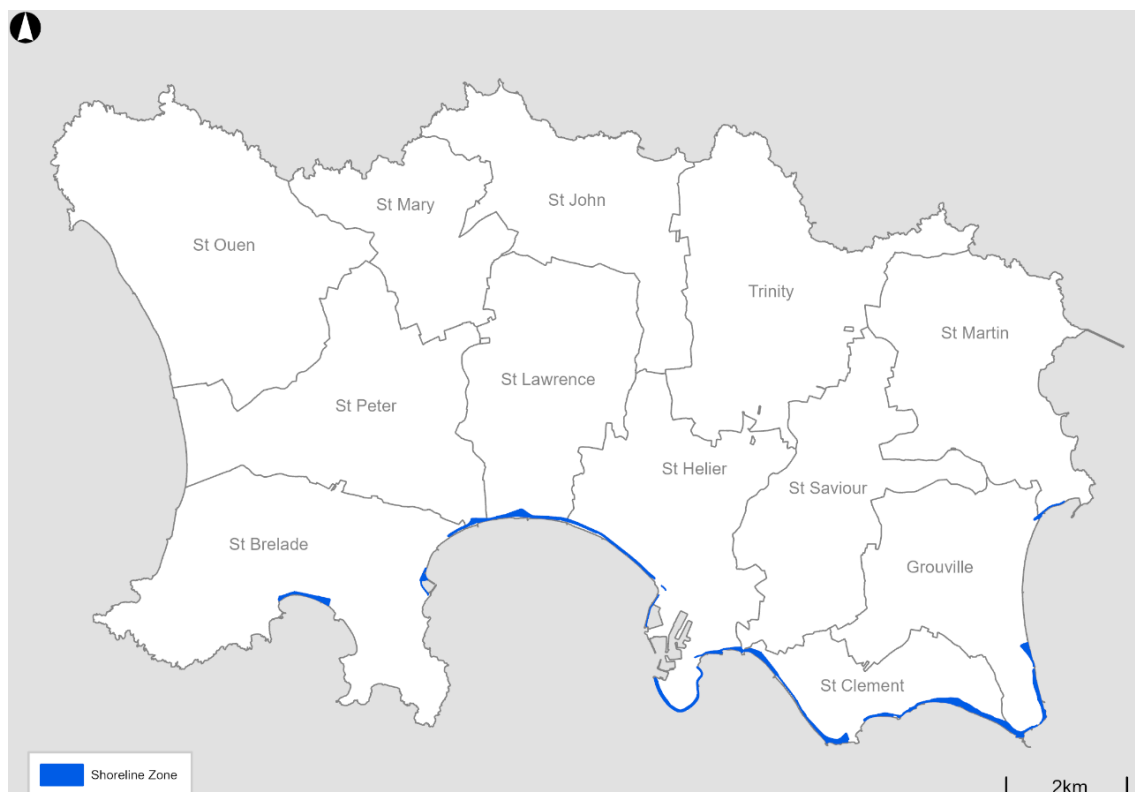 St Ouen
St Mary
St John
Trinity
St Martin
St Peter
St Lawrence
St Helier
St Saviour
St Brelade
Grouville
St Clement
Shoreline Zone
2km